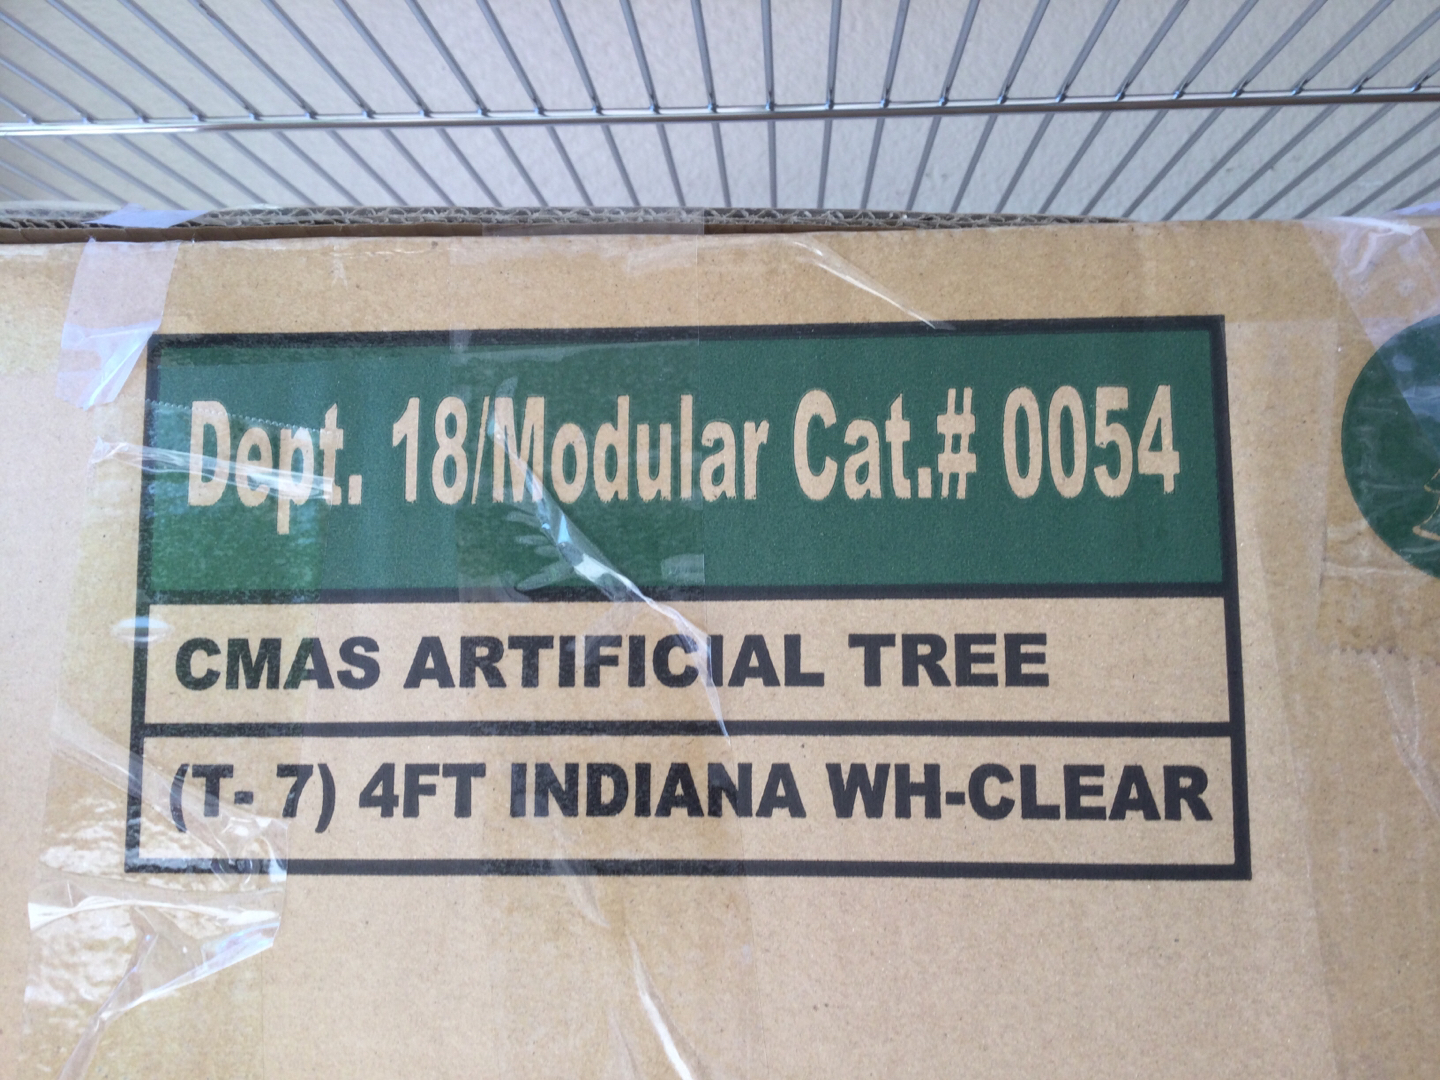 Dept. 18/Modular Cat.# 0054
CMAS ARTIFICIAL TREE
(T- 7) 4FT INDIANA WH-CLEAR